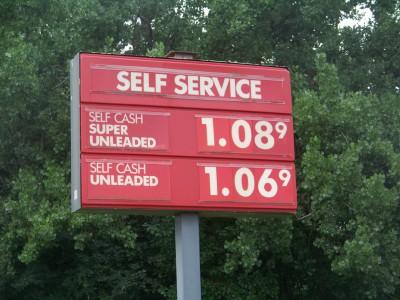 SELF SERVICE
SELF CASH
SUPER
UNLEADED
1.08⁹
SELF CASH
UNLEADED
1.06⁹